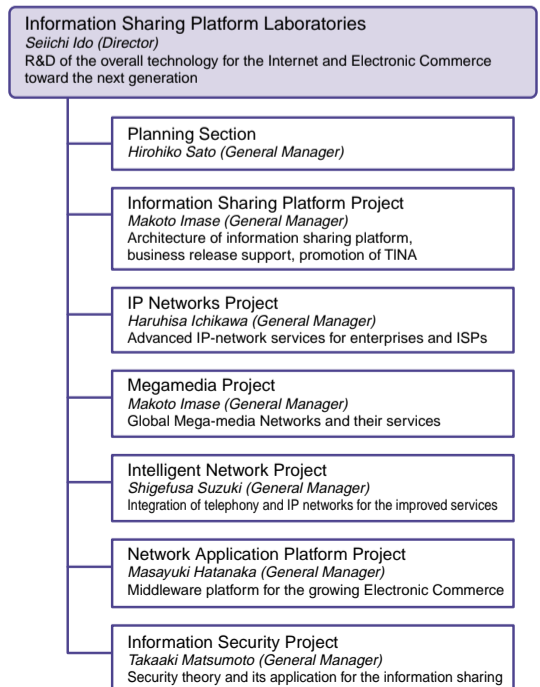 Information Sharing Platform Laboratories
Seiichi Ido (Director)
R&D of the overall technology for the Internet and Electronic Commerce
toward the next generation
Planning Section
Hirohiko Sato (General Manager)
Information Sharing Platform Project
Makoto Imase (General Manager)
Architecture of information sharing platform,
business release support, promotion of TINA
IP Networks Project
Haruhisa Ichikawa (General Manager)
Advanced IP-network services for enterprises and ISPs
Megamedia Project
Makoto Imase (General Manager)
Global Mega-media Networks and their services
Intelligent Network Project
Shigefusa Suzuki (General Manager)
Integration of telephony and IP networks for the improved services
Network Application Platform Project
Masayuki Hatanaka (General Manager)
Middleware platform for the growing Electronic Commerce
Information Security Project
Takaaki Matsumoto (General Manager)
Security theory and its application for the information sharing